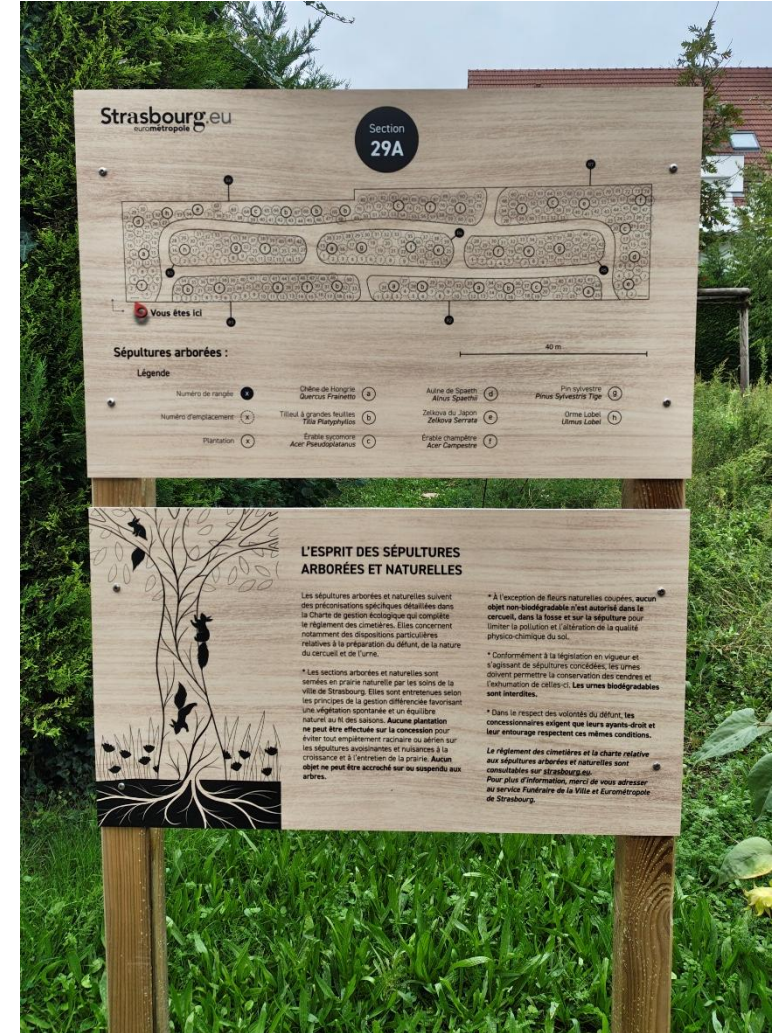 Strasbourg.eu
eurométropole
Section
29A
Vous êtes ici
Sépultures arborées :
40 m
Légende
Numéro de rangée x
Numéro d'emplacement x
Plantation x
Chêne de Hongrie
Quercus Frainetto a
Tilleul à grandes feuilles
Tilia Platyphyllos b
Érable sycomore
Acer Pseudoplatanus c
Aulne de Spaeth
Alnus Spaethii d
Zelkova du Japon
Zelkova Serrata e
Érable champêtre
Acer Campestre f
Pin sylvestre
Pinus Sylvestris Tige g
Orme Lobel
Ulmus Lobel h
L'ESPRIT DES SÉPULTURES
ARBORÉES ET NATURELLES
Les sépultures arborées et naturelles suivent
des préconisations spécifiques détaillées dans
la Charte de gestion écologique qui complète
le règlement des cimetières. Elles concernent
notamment des dispositions particulières
relatives à la préparation du défunt, de la nature
du cercueil et de l'urne.
* Les sections arborées et naturelles sont
semées en prairie naturelle par les soins de la
ville de Strasbourg. Elles sont entretenues selon
les principes de la gestion différenciée favorisant
une végétation spontanée et un équilibre
naturel au fil des saisons. Aucune plantation
ne peut être effectuée sur la concession pour
éviter tout empiétement racinaire ou aérien sur
les sépultures avoisinantes et nuisances à la
croissance et à l'entretien de la prairie. Aucun
objet ne peut être accroché sur ou suspendu aux
arbres.
* À l'exception de fleurs naturelles coupées, aucun
objet non-biodégradable n'est autorisé dans le
cercueil, dans la fosse et sur la sépulture pour
limiter la pollution et l'altération de la qualité
physico-chimique du sol.
* Conformément à la législation en vigueur et
s'agissant de sépultures concédées, les urnes
doivent permettre la conservation des cendres et
l'exhumation de celles-ci. Les urnes biodégradables
sont interdites.
* Dans le respect des volontés du défunt, les
concessionnaires exigent que leurs ayants-droit et
leur entourage respectent ces mêmes conditions.
Le règlement des cimetières et la charte relative
aux sépultures arborées et naturelles sont
consultables sur strasbourg.eu.
Pour plus d'information, merci de vous adresser
au service Funéraire de la Ville et Eurométropole
de Strasbourg.